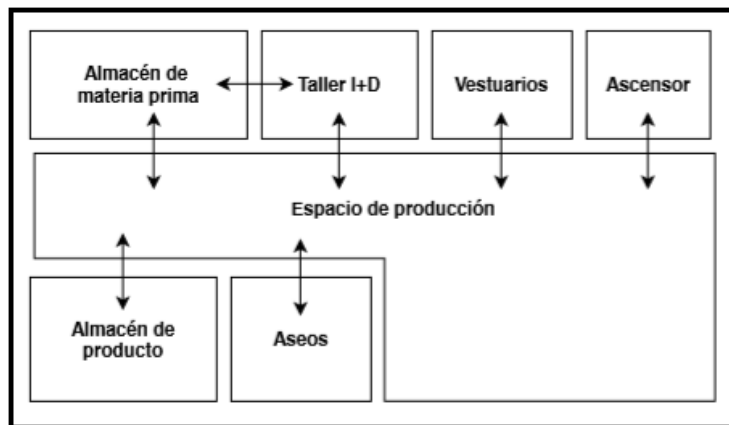 Almacén de
materia prima
Taller I+D
Vestuarios
Ascensor
Espacio de producción
Almacén de
producto
Aseos